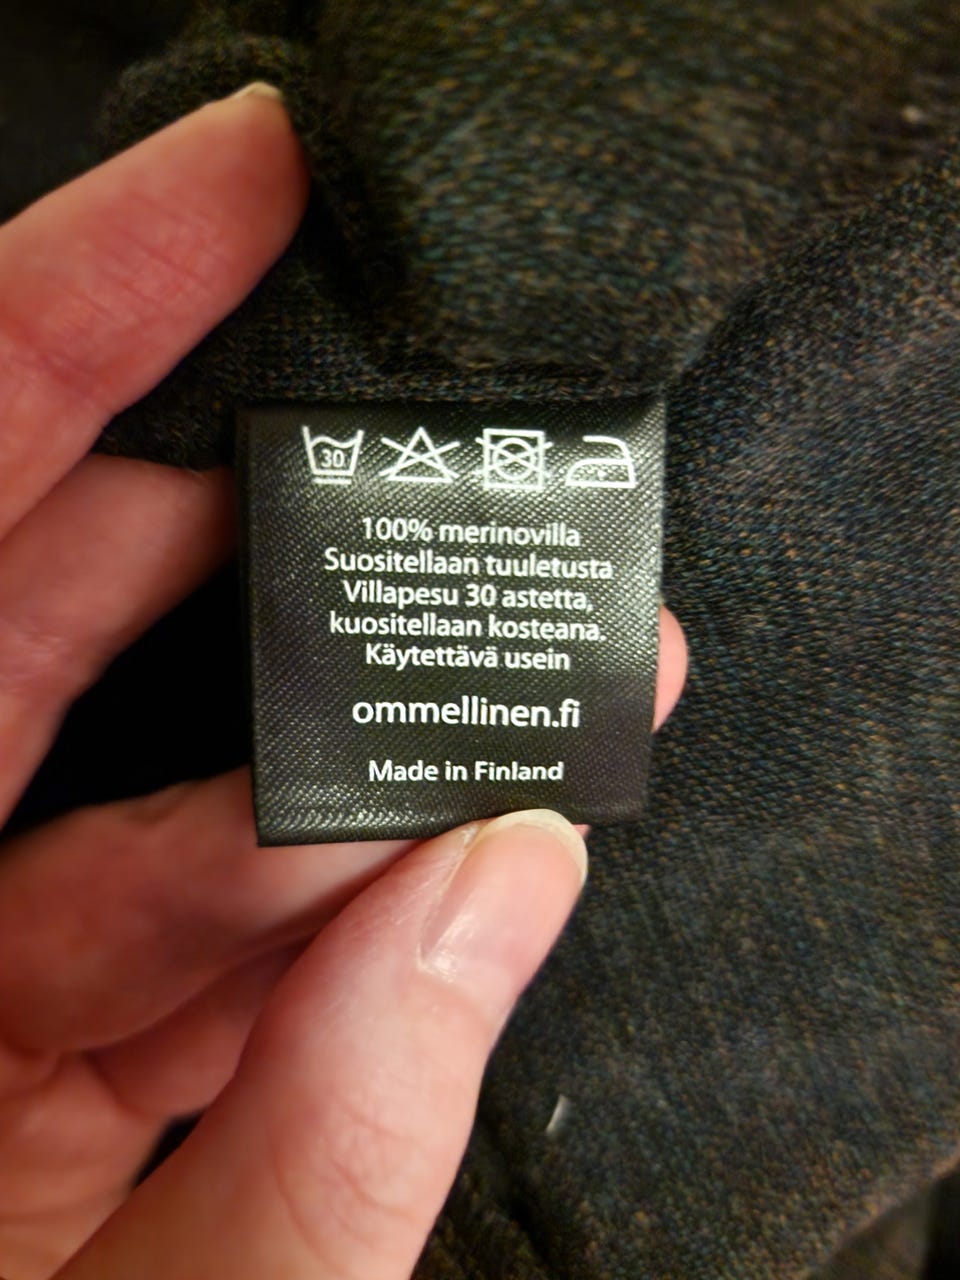 30
100% merinovilla
Suositellaan tuuletusta
Villapesu 30 astetta,
kuositellaan kosteana.
Käytettävä usein
ommellinen.fi
Made in Finland